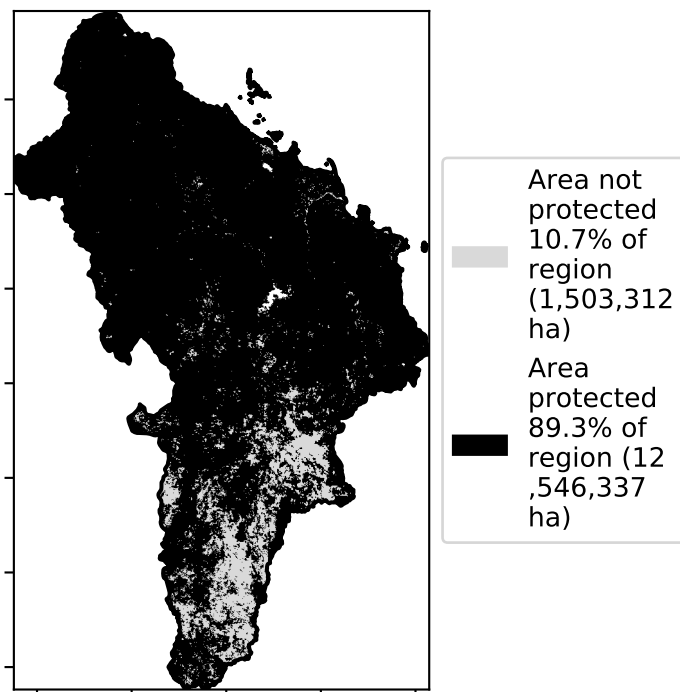 Area not
protected
10.7% of
region
(1,503,312
ha)
Area
protected
89.3% of
region (12
,546,337
ha)